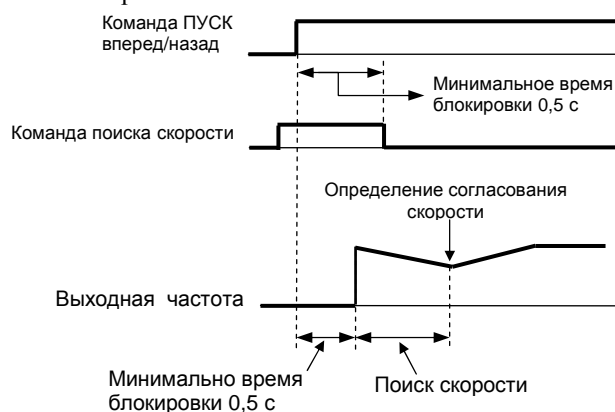 Команда ПУСК
вперед/назад
Минимальное время
блокировки 0,5 с
Команда поиска скорости
Определение согласования
скорости
Выходная частота
Минимально время
блокировки 0,5 с
Поиск скорости